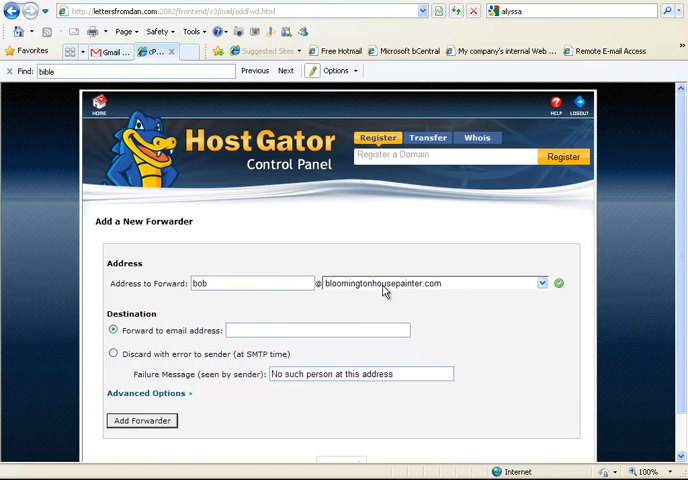 http://lettersfromdan.com:2082/frontend/x3/mail/addfwd.html
alyssa
Page Safety Tools
Favorites Gmail ... cP... Suggested Sites Free Hotmail Microsoft bCentral My company's internal Web ... Remote E-mail Access
Find: bible Previous Next Options
HOME
HELP LOGOUT
Host Gator
Control Panel
Register Transfer Whois
Register a Domain Register
Add a New Forwarder
Address
Address to Forward: bob @ bloomingtonhousepainter.com
Destination
Forward to email address:
Discard with error to sender (at SMTP time)
Failure Message (seen by sender): No such person at this address
Advanced Options »
Add Forwarder
Internet 100%